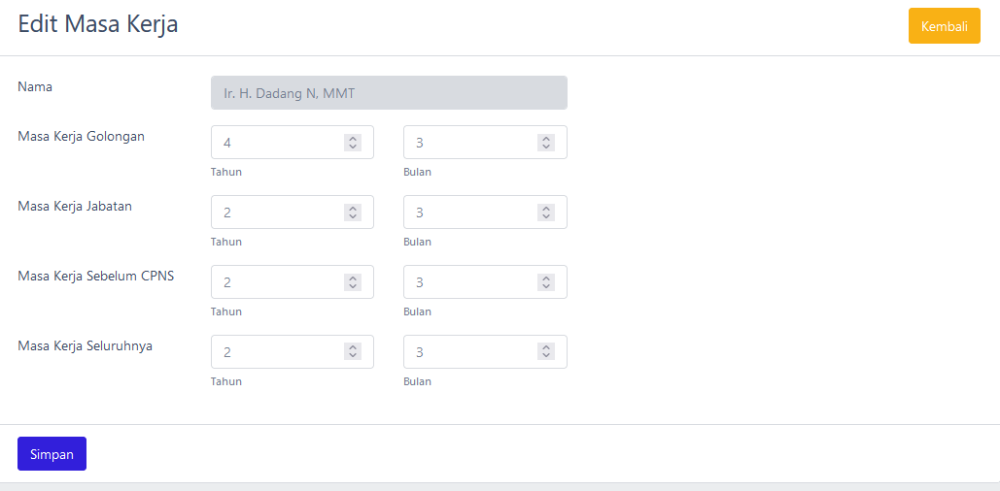 Edit Masa Kerja
Kembali
Nama
Ir. H. Dadang N, MMT
Masa Kerja Golongan
4
3
Tahun
Bulan
Masa Kerja Jabatan
2
3
Tahun
Bulan
Masa Kerja Sebelum CPNS
2
3
Tahun
Bulan
Masa Kerja Seluruhnya
2
3
Tahun
Bulan
Simpan